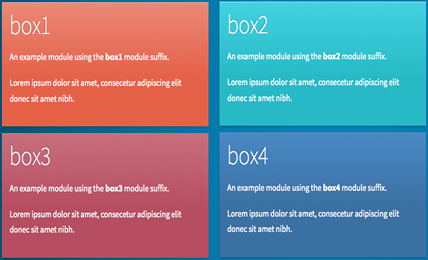 box1
An example module using the box1 module suffix.
Lorem ipsum dolor sit amet, consecetur adipiscing elit
donec sit amet nibh.
box2
An example module using the box2 module suffix.
Lorem ipsum dolor sit amet, consecetur adipiscing elit
donec sit amet nibh.
box3
An example module using the box3 module suffix.
Lorem ipsum dolor sit amet, consecetur adipiscing elit
donec sit amet nibh.
box4
An example module using the box4 module suffix.
Lorem ipsum dolor sit amet, consecetur adipiscing elit
donec sit amet nibh.